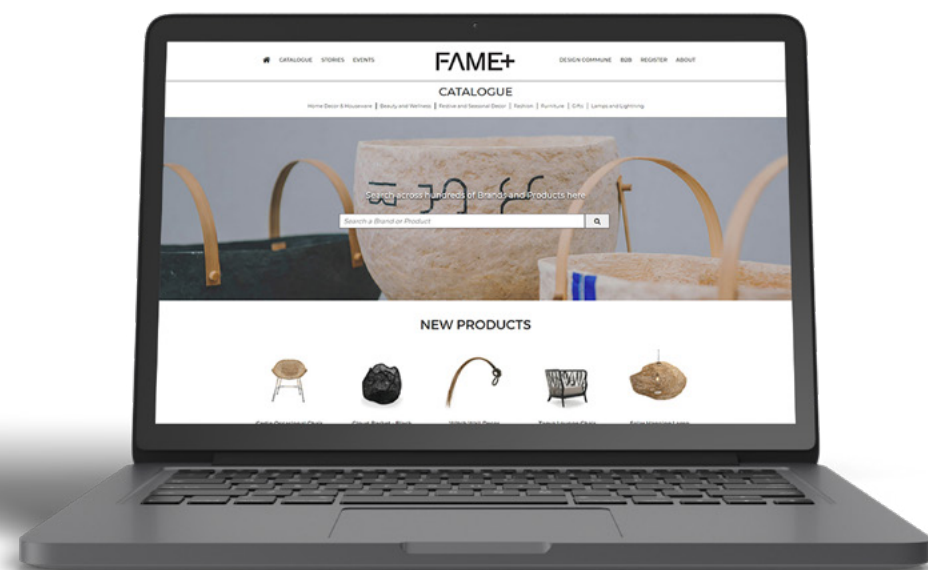 CATALOGUE STORIES EVENTS FAME+ DESIGN COMMUNE B2B REGISTER ABOUT
CATALOGUE
Home Decor & Houseware | Beauty and Wellness | Festive and Seasonal Decor | Fashion | Furniture | Gifts | Lamps and Lightning
Search across hundreds of Brands and Products here
Search a Brand or Product
NEW PRODUCTS